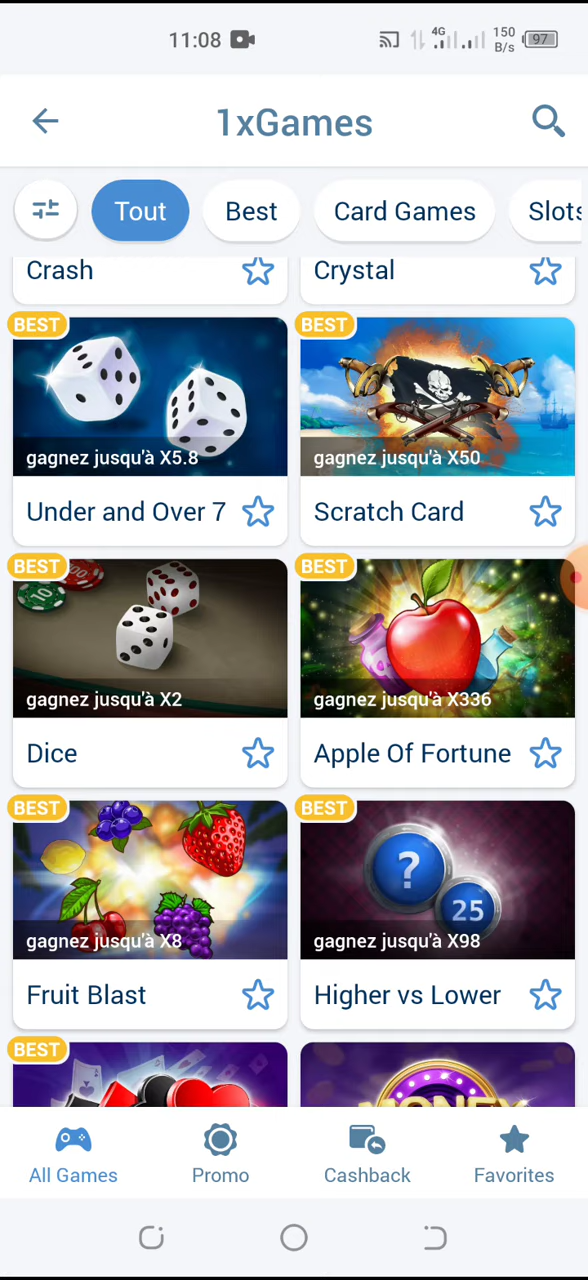 11:08
4G
150
B/s
97
1xGames
Tout
Best
Card Games
Slots
Crash
Crystal
BEST
BEST
gagnez jusqu'à X5.8
gagnez jusqu'à X50
Under and Over 7
Scratch Card
BEST
BEST
10
gagnez jusqu'à X2
gagnez jusqu'à X336
Dice
Apple Of Fortune
BEST
BEST
?
25
gagnez jusqu'à X8
gagnez jusqu'à X98
Fruit Blast
Higher vs Lower
BEST
MONEY
All Games
Promo
Cashback
Favorites